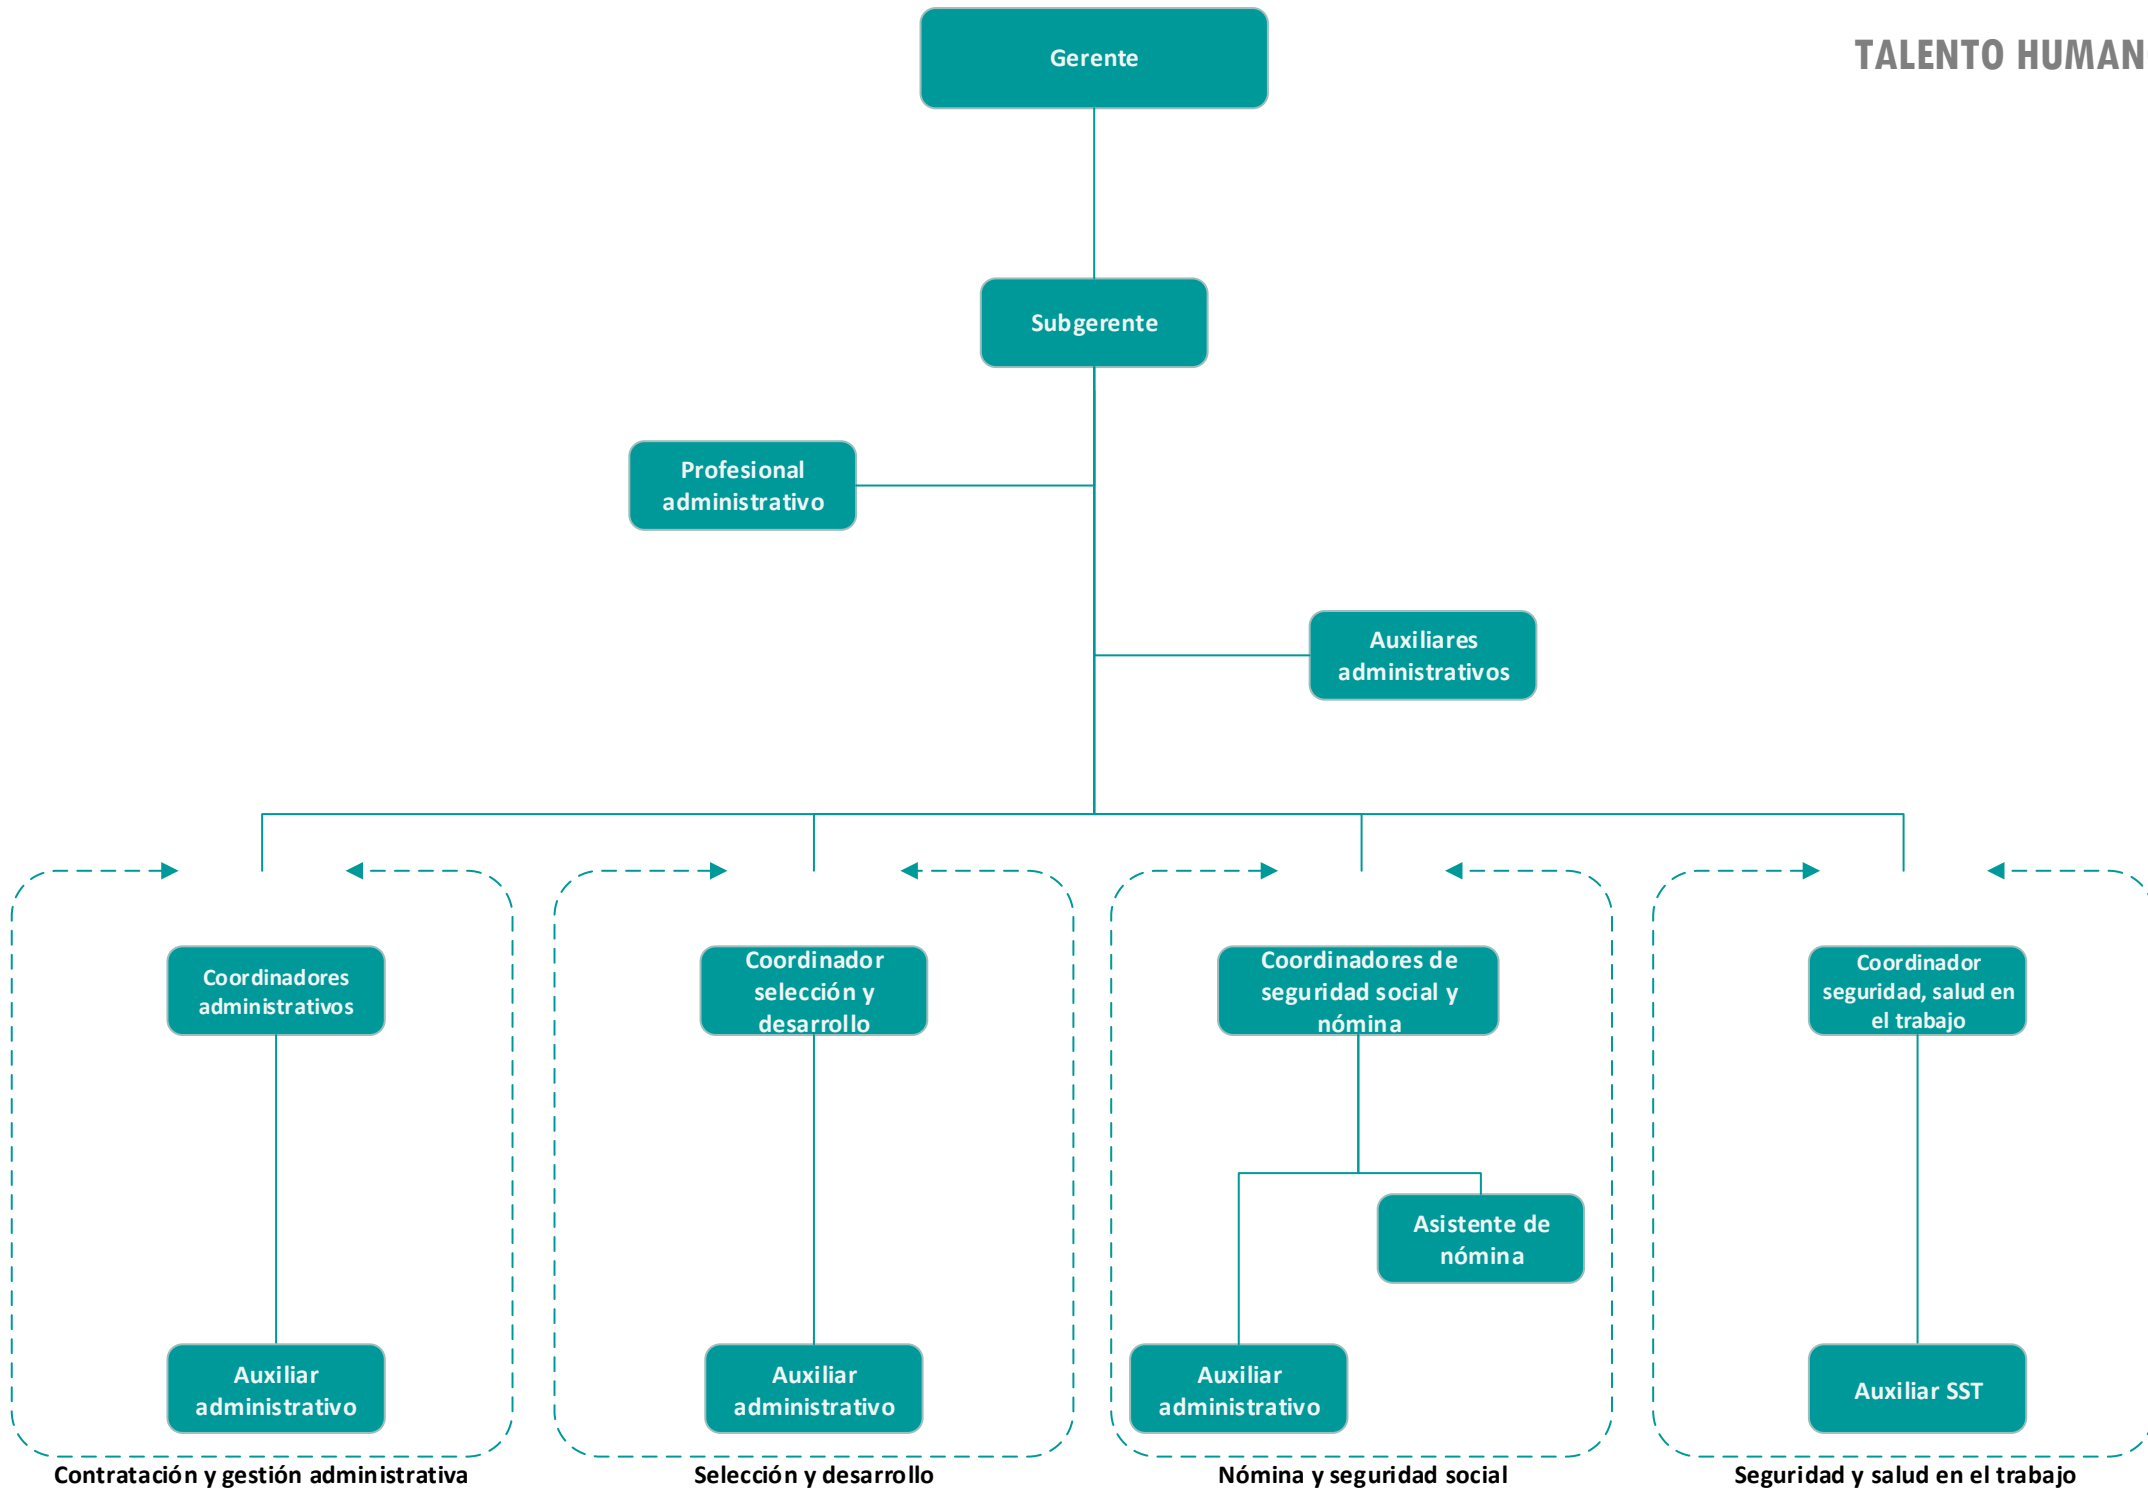 Gerente
TALENTO HUMAN
Subgerente
Profesional
administrativo
Auxiliares
administrativos
Coordinadores
administrativos
Coordinador
selección y
desarrollo
Coordinadores de
seguridad social y
nómina
Coordinador
seguridad, salud en
el trabajo
Asistente de
nómina
Auxiliar
administrativo
Auxiliar
administrativo
Auxiliar
administrativo
Auxiliar SST
Contratación y gestión administrativa
Selección y desarrollo
Nómina y seguridad social
Seguridad y salud en el trabajo